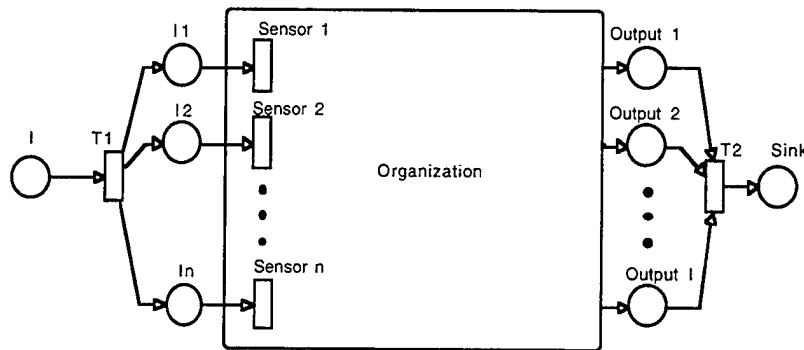 I1
Sensor 1
Output 1
I2
Sensor 2
Output 2
I
T1
Organization
T2
Sink
In
Sensor n
Output l